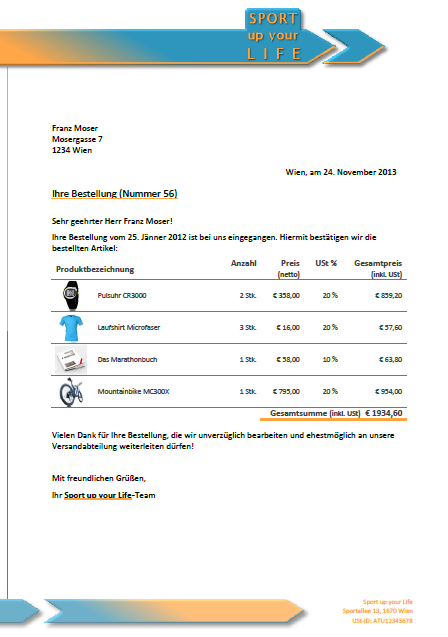 SPORT
up your
LIFE
Franz Moser
Mosergasse 7
1234 Wien
Wien, am 24. November 2013
Ihre Bestellung (Nummer 56)
Sehr geehrter Herr Franz Moser!
Ihre Bestellung vom 25. Jänner 2012 ist bei uns eingegangen. Hiermit bestätigen wir die
bestellten Artikel:
Produktbezeichnung Anzahl Preis (netto) USt % Gesamtpreis (inkl. USt)
Pulsuhr CR3000 2 Stk. € 358,00 20 % € 859,20
Laufshirt Microfaser 3 Stk. € 16,00 20 % € 57,60
Das Marathonbuch 1 Stk. € 58,00 10 % € 63,80
Mountainbike MC300X 1 Stk. € 795,00 20 % € 954,00
Gesamtsumme (inkl. USt) € 1934,60
Vielen Dank für Ihre Bestellung, die wir unverzüglich bearbeiten und ehestmöglich an unsere
Versandabteilung weiterleiten dürfen!
Mit freundlichen Grüßen,
Ihr Sport up your Life-Team
Sport up your Life
Sportallee 13, 1670 Wien
USt-ID: ATU12345678